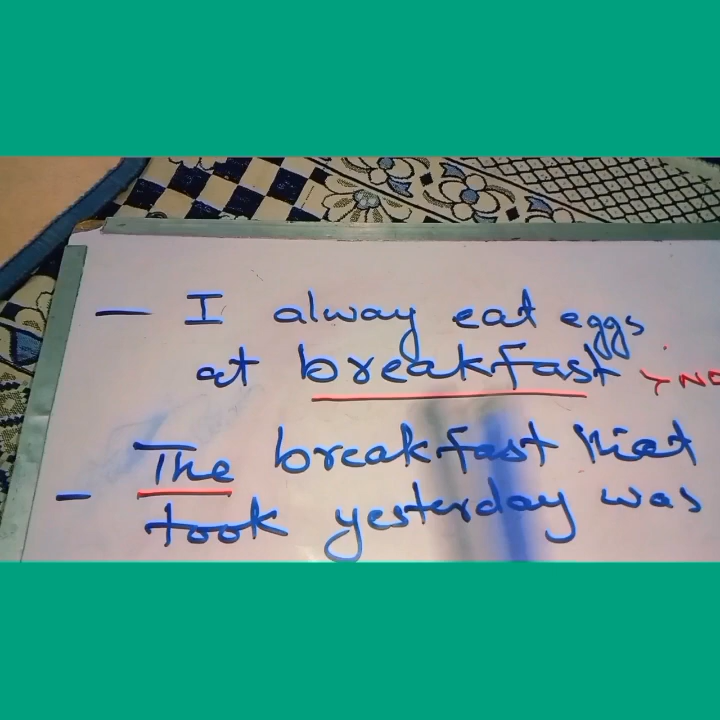 — I alway eat eggs
at breakfast
- The breakfast that
took yesterday was